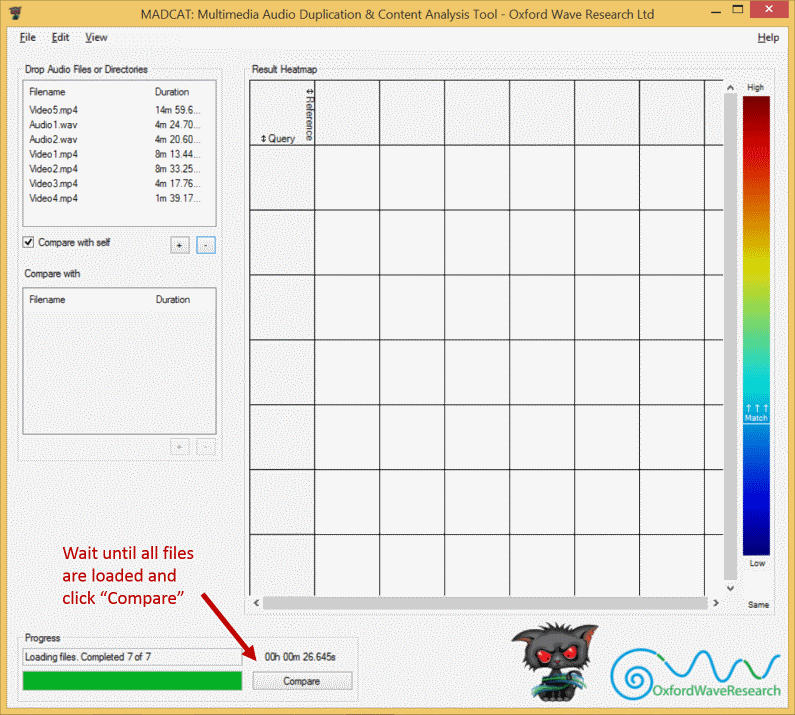 MADCAT: Multimedia Audio Duplication & Content Analysis Tool - Oxford Wave Research Ltd
File Edit View Help
Drop Audio Files or Directories
Filename Duration
Video5.mp4 14m 59.6...
Audio1.wav 4m 24.70...
Audio2.wav 4m 20.60...
Video1.mp4 8m 13.44...
Video2.mp4 8m 33.25...
Video3.mp4 4m 17.76...
Video4.mp4 1m 39.17...
Compare with self
+ -
Compare with
Filename Duration
+ -
Result Heatmap
↕ Reference
↕ Query
High
↑ ↑ ↑
Match
Low
Same
Wait until all files
are loaded and
click “Compare”
Progress
Loading files. Completed 7 of 7
00h 00m 26.645s
Compare
OxfordWaveResearch